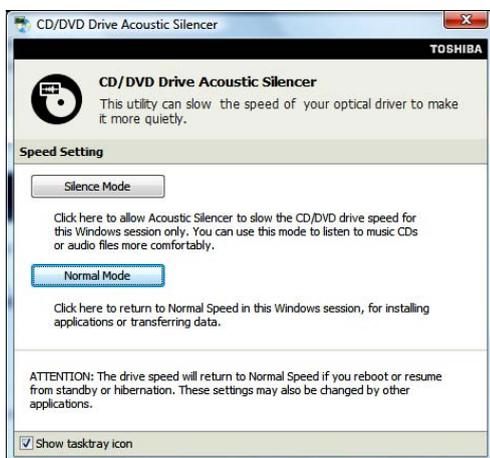 CD/DVD Drive Acoustic Silencer
TOSHIBA
CD/DVD Drive Acoustic Silencer
This utility can slow the speed of your optical driver to make
it more quietly.
Speed Setting
Silence Mode
Click here to allow Acoustic Silencer to slow the CD/DVD drive speed for
this Windows session only. You can use this mode to listen to music CDs
or audio files more comfortably.
Normal Mode
Click here to return to Normal Speed in this Windows session, for installing
applications or transferring data.
ATTENTION: The drive speed will return to Normal Speed if you reboot or resume
from standby or hibernation. These settings may also be changed by other
applications.
Show tasktray icon